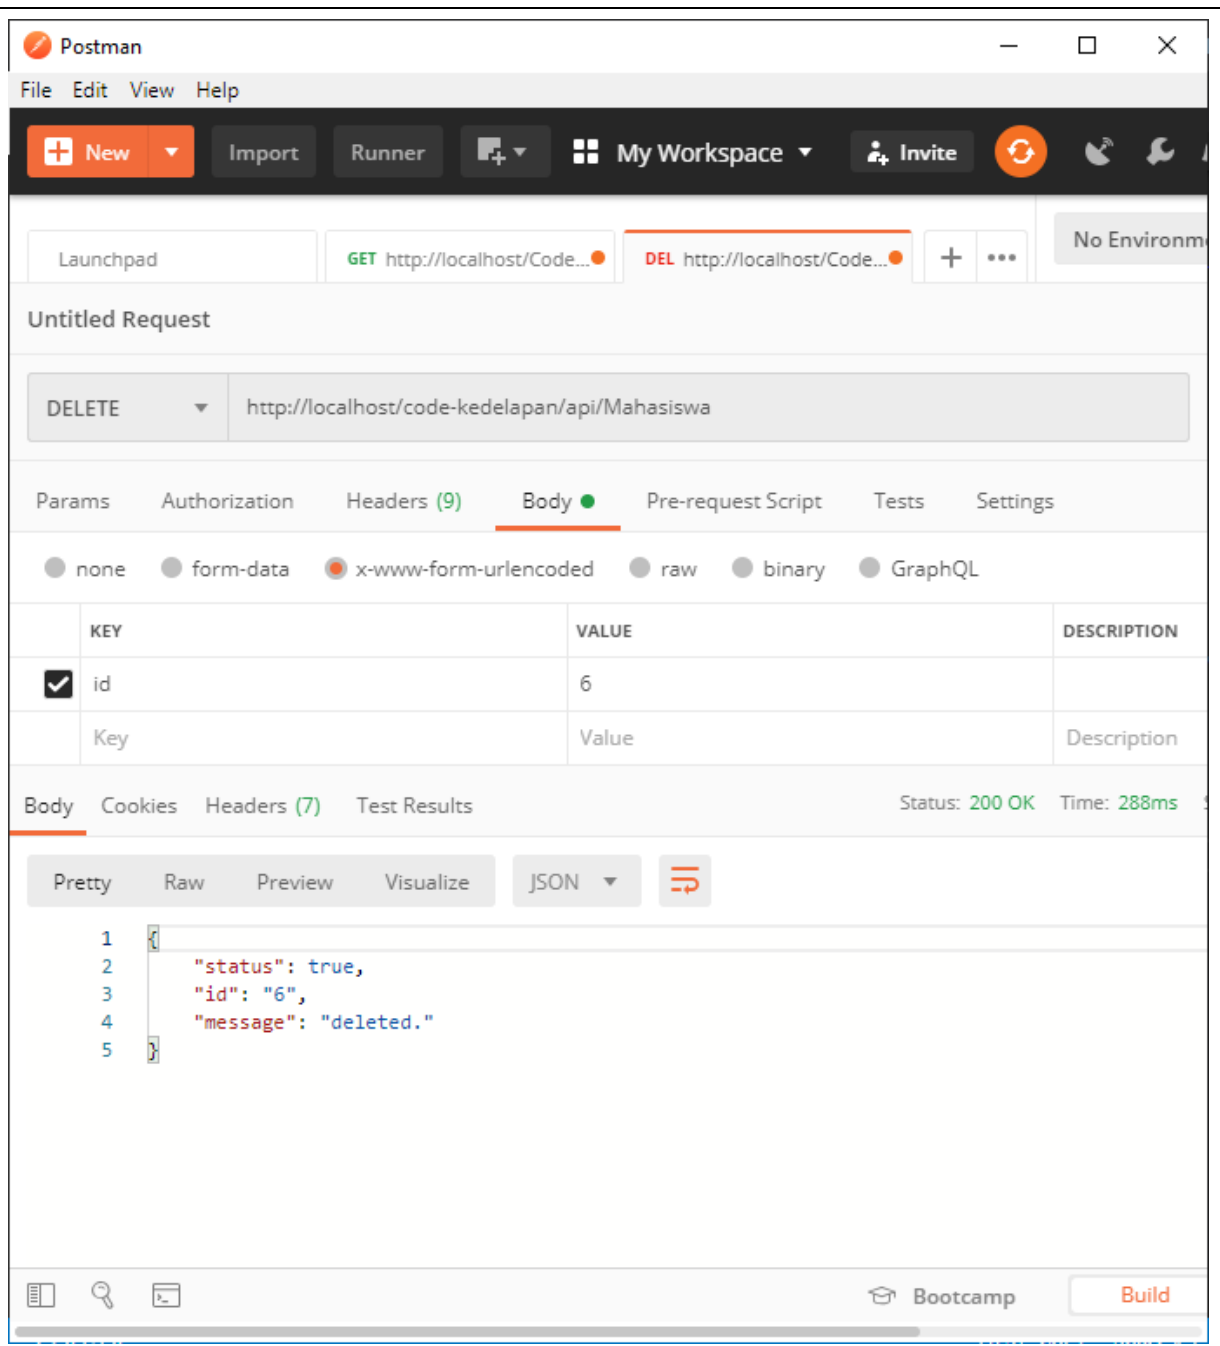 Postman
File Edit View Help
New Import Runner My Workspace Invite
Launchpad GET http://localhost/Code... DEL http://localhost/Code... + ••• No Environm
Untitled Request
DELETE http://localhost/code-kedelapan/api/Mahasiswa
Params Authorization Headers (9) Body Pre-request Script Tests Settings
none form-data x-www-form-urlencoded raw binary GraphQL
KEY VALUE DESCRIPTION
id 6
Key Value Description
Body Cookies Headers (7) Test Results Status: 200 OK Time: 288ms
Pretty Raw Preview Visualize JSON
1 {
2 "status": true,
3 "id": "6",
4 "message": "deleted."
5 }
Bootcamp Build